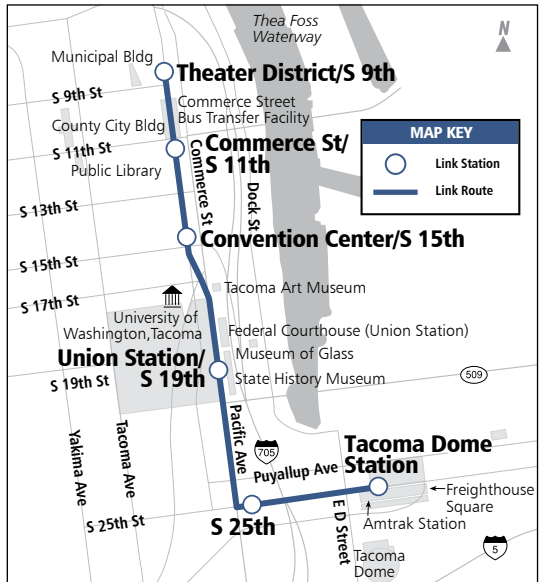 Thea Foss
Waterway
N
Municipal Bldg
Theater District/S 9th
S 9th St
Commerce Street
Bus Transfer Facility
County City Bldg
S 11th St
Commerce St/
S 11th
Public Library
MAP KEY
Link Station
Link Route
Commerce St
Dock St
S 13th St
Convention Center/S 15th
S 15th St
S 17th St
Tacoma Art Museum
University of
Washington,Tacoma
Federal Courthouse (Union Station)
Union Station/
S 19th
Museum of Glass
State History Museum
S 19th St
509
Yakima Ave
Tacoma Ave
Pacific Ave
705
Puyallup Ave
Tacoma Dome
Station
Freighthouse
Square
Amtrak Station
S 25th St
S 25th
E D Street
Tacoma
Dome
5